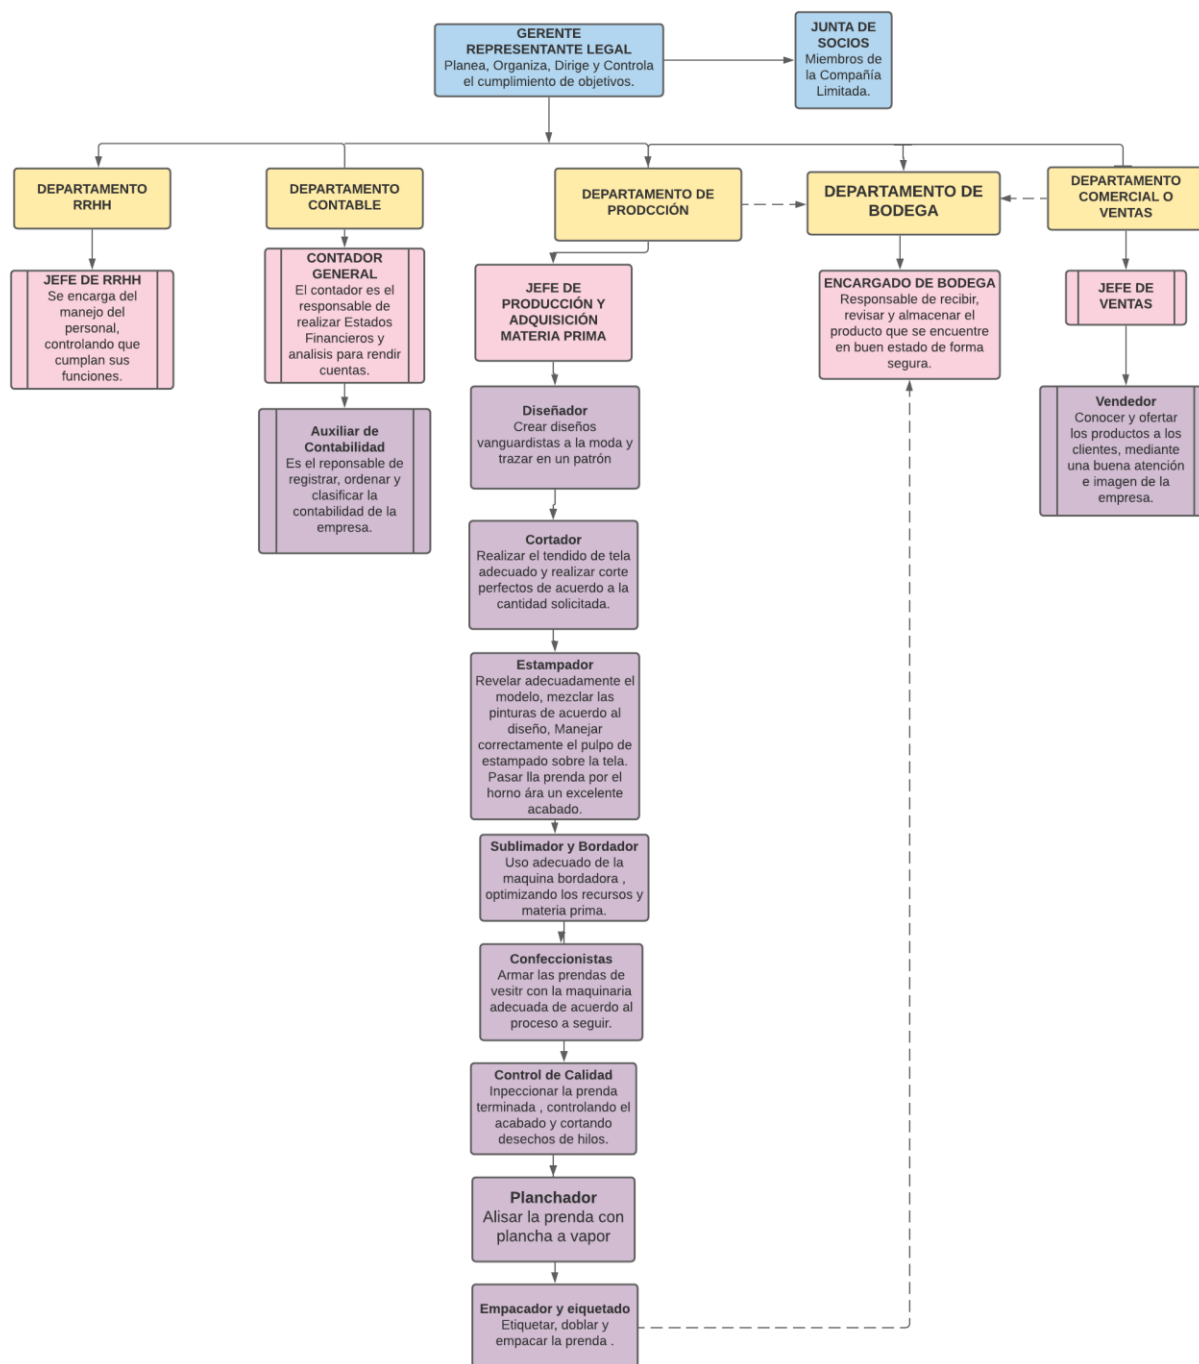 GERENTE
REPRESENTANTE LEGAL
Planea, Organiza, Dirige y Controla
el cumplimiento de objetivos.
JUNTA DE
SOCIOS
Miembros de
la Compañía
Limitada.
DEPARTAMENTO
RRHH
DEPARTAMENTO
CONTABLE
DEPARTAMENTO DE
PRODCCIÓN
DEPARTAMENTO DE
BODEGA
DEPARTAMENTO
COMERCIAL O
VENTAS
JEFE DE RRHH
Se encarga del
manejo del
personal,
controlando que
cumplan sus
funciones.
CONTADOR
GENERAL
El contador es el
responsable de
realizar Estados
Financieros y
analisis para rendir
cuentas.
JEFE DE
PRODUCCIÓN Y
ADQUISICIÓN
MATERIA PRIMA
ENCARGADO DE BODEGA
Responsable de recibir,
revisar y almacenar el
producto que se encuentre
en buen estado de forma
segura.
JEFE DE
VENTAS
Auxiliar de
Contabilidad
Es el reponsable de
registrar, ordenar y
clasificar la
contabilidad de la
empresa.
Diseñador
Crear diseños
vanguardistas a la moda y
trazar en un patrón
Vendedor
Conocer y ofertar
los productos a los
clientes, mediante
una buena atención
e imagen de la
empresa.
Cortador
Realizar el tendido de tela
adecuado y realizar corte
perfectos de acuerdo a la
cantidad solicitada.
Estampador
Revelar adecuadamente el
modelo, mezclar las
pinturas de acuerdo al
diseño, Manejar
correctamente el pulpo de
estampado sobre la tela.
Pasar lla prenda por el
horno ára un excelente
acabado.
Sublimador y Bordador
Uso adecuado de la
maquina bordadora ,
optimizando los recursos y
materia prima.
Confeccionistas
Armar las prendas de
vesitr con la maquinaria
adecuada de acuerdo al
proceso a seguir.
Control de Calidad
Inpeccionar la prenda
terminada , controlando el
acabado y cortando
desechos de hilos.
Planchador
Alisar la prenda con
plancha a vapor
Empacador y eiquetado
Etiquetar, doblar y
empacar la prenda .